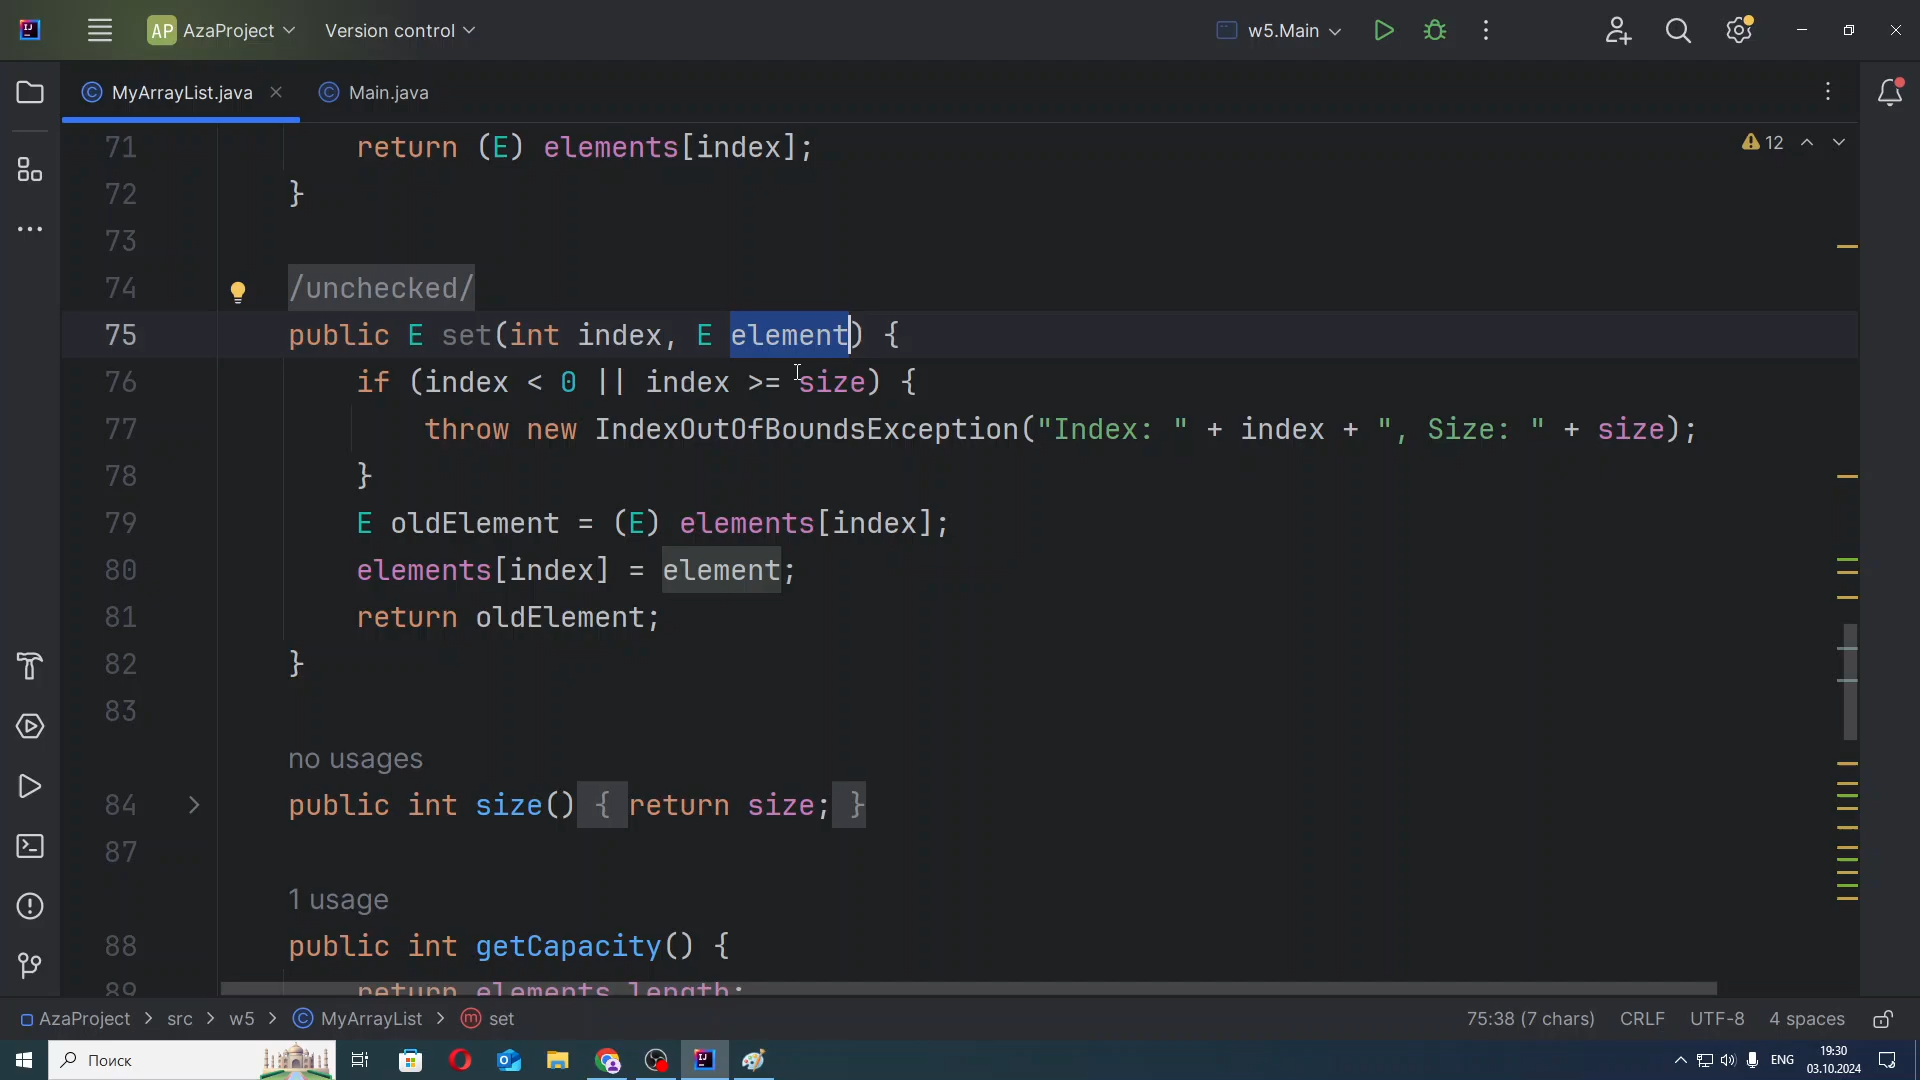 AP AzaProject Version control w5.Main
MyArrayList.java Main.java
71 return (E) elements[index]; 12
72 }
73
74 /unchecked/
75 public E set(int index, E element) {
76 if (index < 0 || index >= size) {
77 throw new IndexOutOfBoundsException("Index: " + index + ", Size: " + size);
78 }
79 E oldElement = (E) elements[index];
80 elements[index] = element;
81 return oldElement;
82 }
83
no usages
84 public int size() { return size; }
87
1 usage
88 public int getCapacity() {
89 return elements.length;
AzaProject > src > w5 > MyArrayList > set 75:38 (7 chars) CRLF UTF-8 4 spaces
Поиск ENG 19:30
03.10.2024